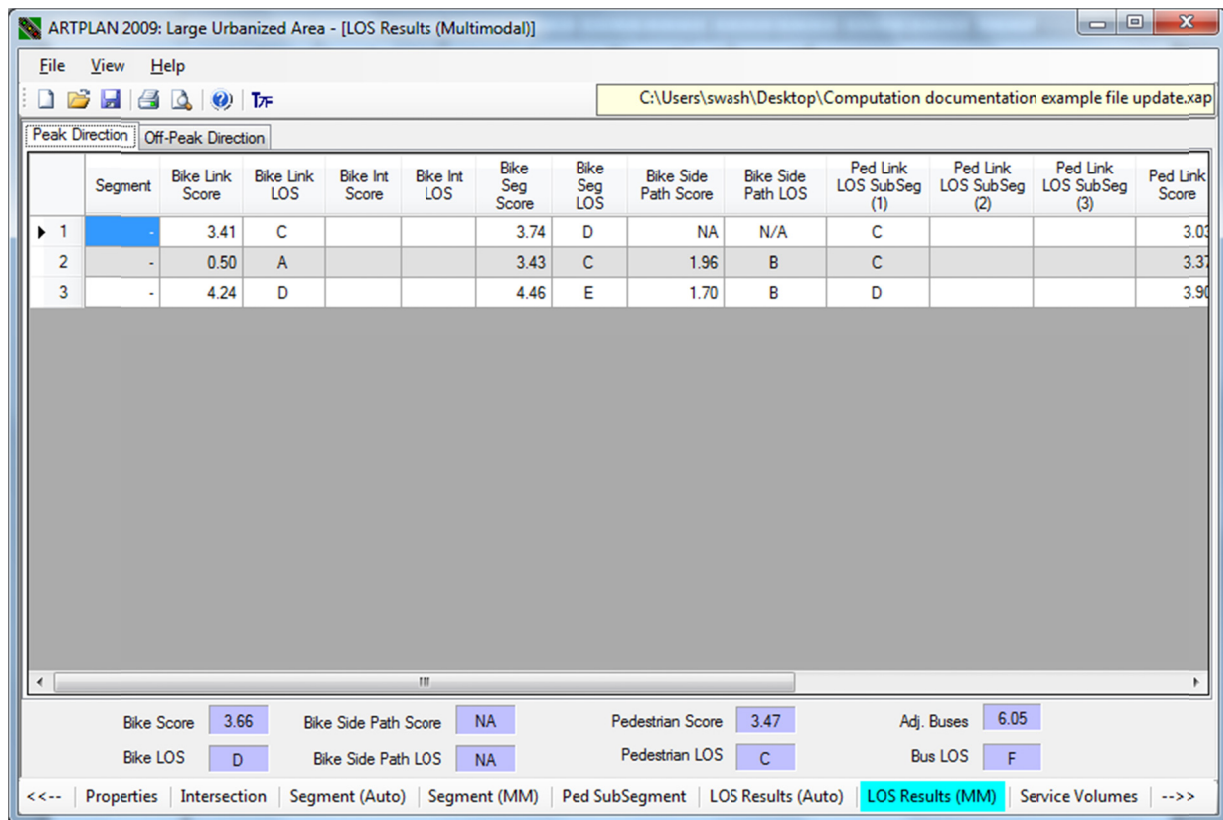 ARTPLAN 2009: Large Urbanized Area - [LOS Results (Multimodal)]
File View Help
C:\Users\swash\Desktop\Computation documentation example file update.xap
Peak Direction Off-Peak Direction
Segment Bike Link Score Bike Link LOS Bike Int Score Bike Int LOS Bike Seg Score Bike Seg LOS Bike Side Path Score Bike Side Path LOS Ped Link LOS SubSeg (1) Ped Link LOS SubSeg (2) Ped Link LOS SubSeg (3) Ped Link Score
1 - 3.41 C 3.74 D NA N/A C 3.03
2 - 0.50 A 3.43 C 1.96 B C 3.37
3 - 4.24 D 4.46 E 1.70 B D 3.90
Bike Score 3.66 Bike Side Path Score NA Pedestrian Score 3.47 Adj. Buses 6.05
Bike LOS D Bike Side Path LOS NA Pedestrian LOS C Bus LOS F
<<-- Properties Intersection Segment (Auto) Segment (MM) Ped SubSegment LOS Results (Auto) LOS Results (MM) Service Volumes -->>